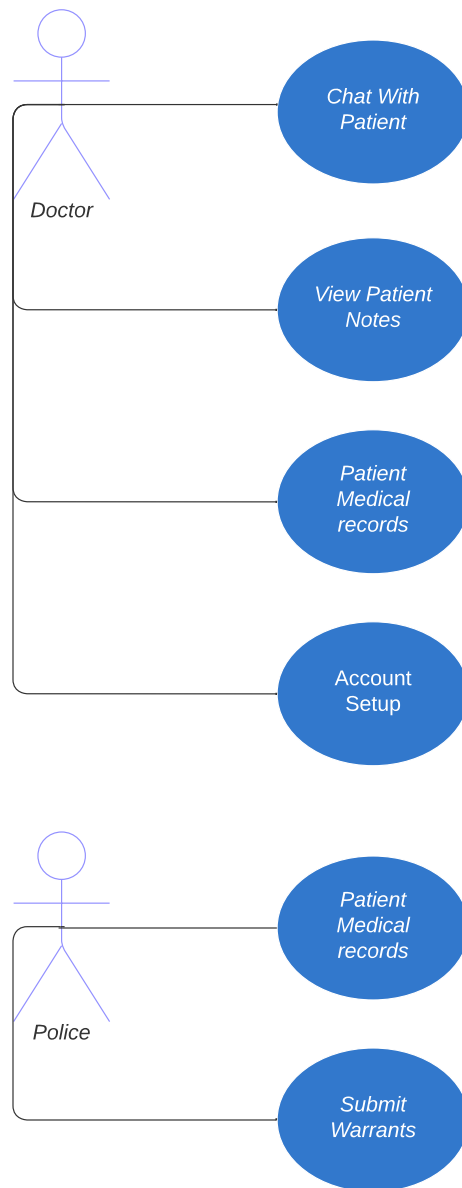 Chat With
Patient
Doctor
View Patient
Notes
Patient
Medical
records
Account
Setup
Patient
Medical
records
Police
Submit
Warrants